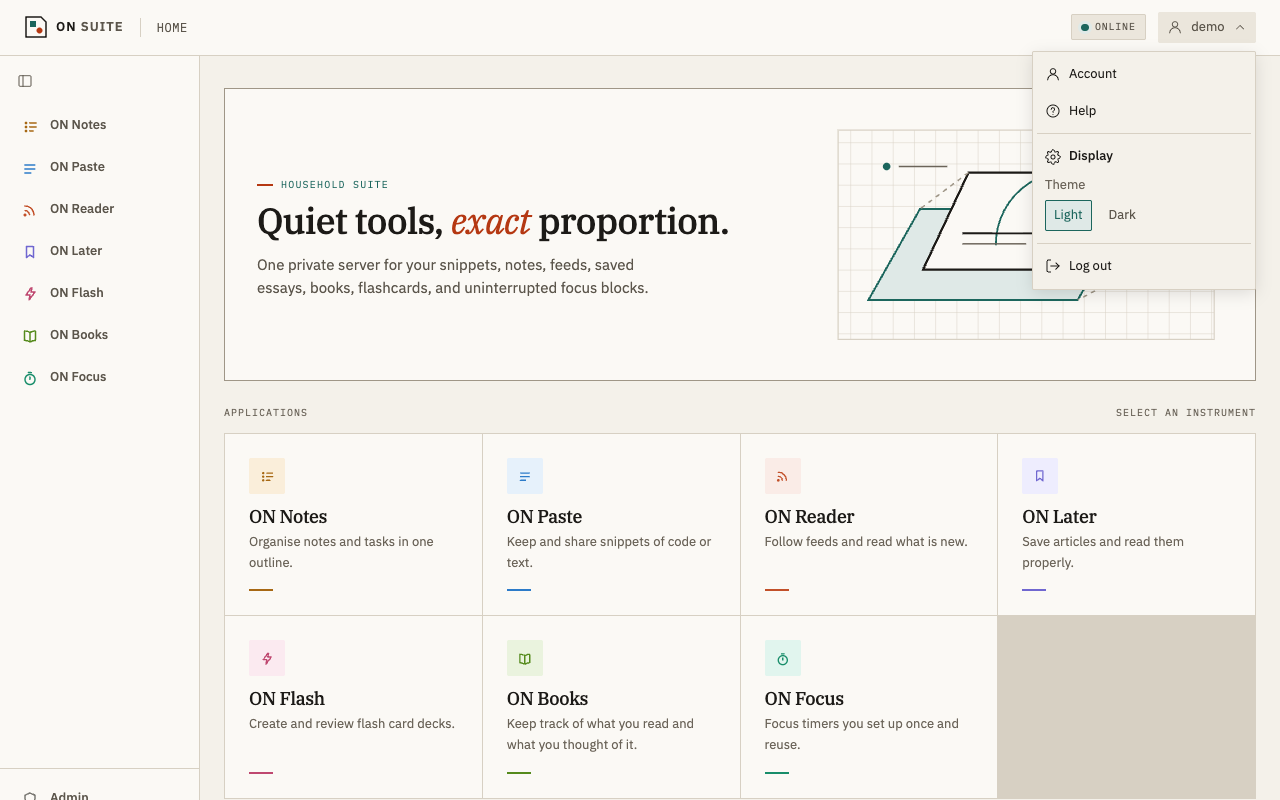 ON SUITE
HOME
ONLINE
demo
Account
Help
Display
Theme
Light
Dark
Log out
ON Notes
ON Paste
ON Reader
ON Later
ON Flash
ON Books
ON Focus
Admin
HOUSEHOLD SUITE
Quiet tools, exact proportion.
One private server for your snippets, notes, feeds, saved
essays, books, flashcards, and uninterrupted focus blocks.
APPLICATIONS
SELECT AN INSTRUMENT
ON Notes
Organise notes and tasks in one
outline.
ON Paste
Keep and share snippets of code or
text.
ON Reader
Follow feeds and read what is new.
ON Later
Save articles and read them
properly.
ON Flash
Create and review flash card decks.
ON Books
Keep track of what you read and
what you thought of it.
ON Focus
Focus timers you set up once and
reuse.